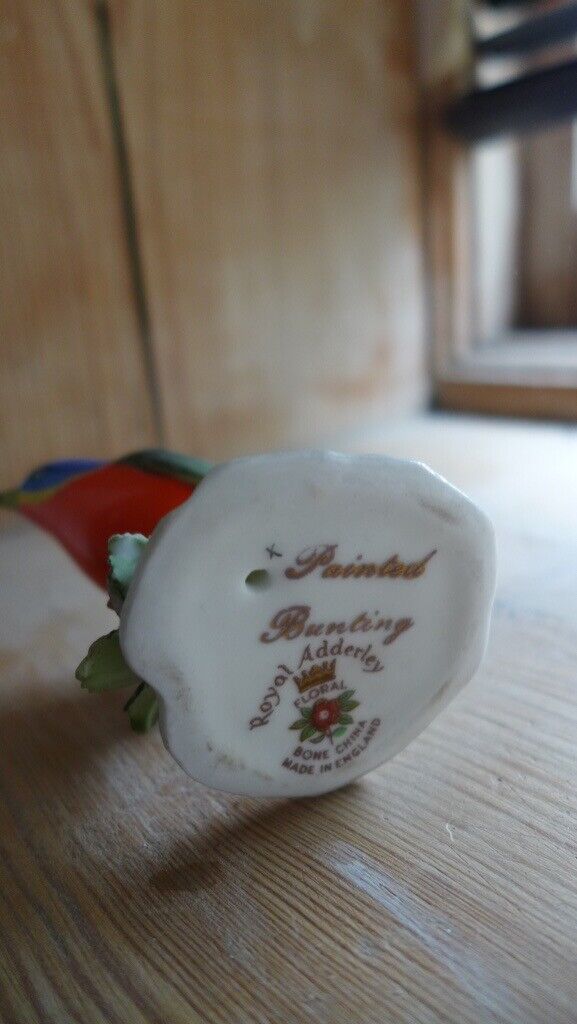 x Painted
Bunting
Royal Adderley
FLORAL
BONE CHINA
MADE IN ENGLAND